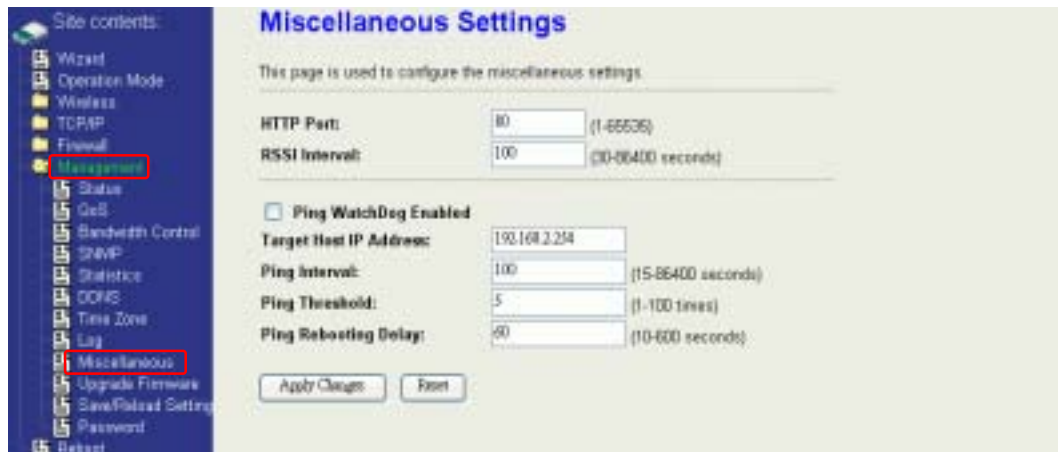 Site contents:
Wizard
Operation Mode
Wireless
TCP/IP
Firewall
Management
Status
QoS
Bandwidth Control
SNMP
Statistics
DDNS
Time Zone
Log
Miscellaneous
Upgrade Firmware
Save/Reload Setting
Password
Reboot
Miscellaneous Settings
This page is used to configure the miscellaneous settings.
HTTP Port: 80 (1-65535)
RSSI Interval: 100 (30-86400 seconds)
Ping WatchDog Enabled
Target Host IP Address: 192.168.2.254
Ping Interval: 100 (15-86400 seconds)
Ping Threshold: 5 (1-100 times)
Ping Rebooting Delay: 60 (10-600 seconds)
Apply Changes Reset